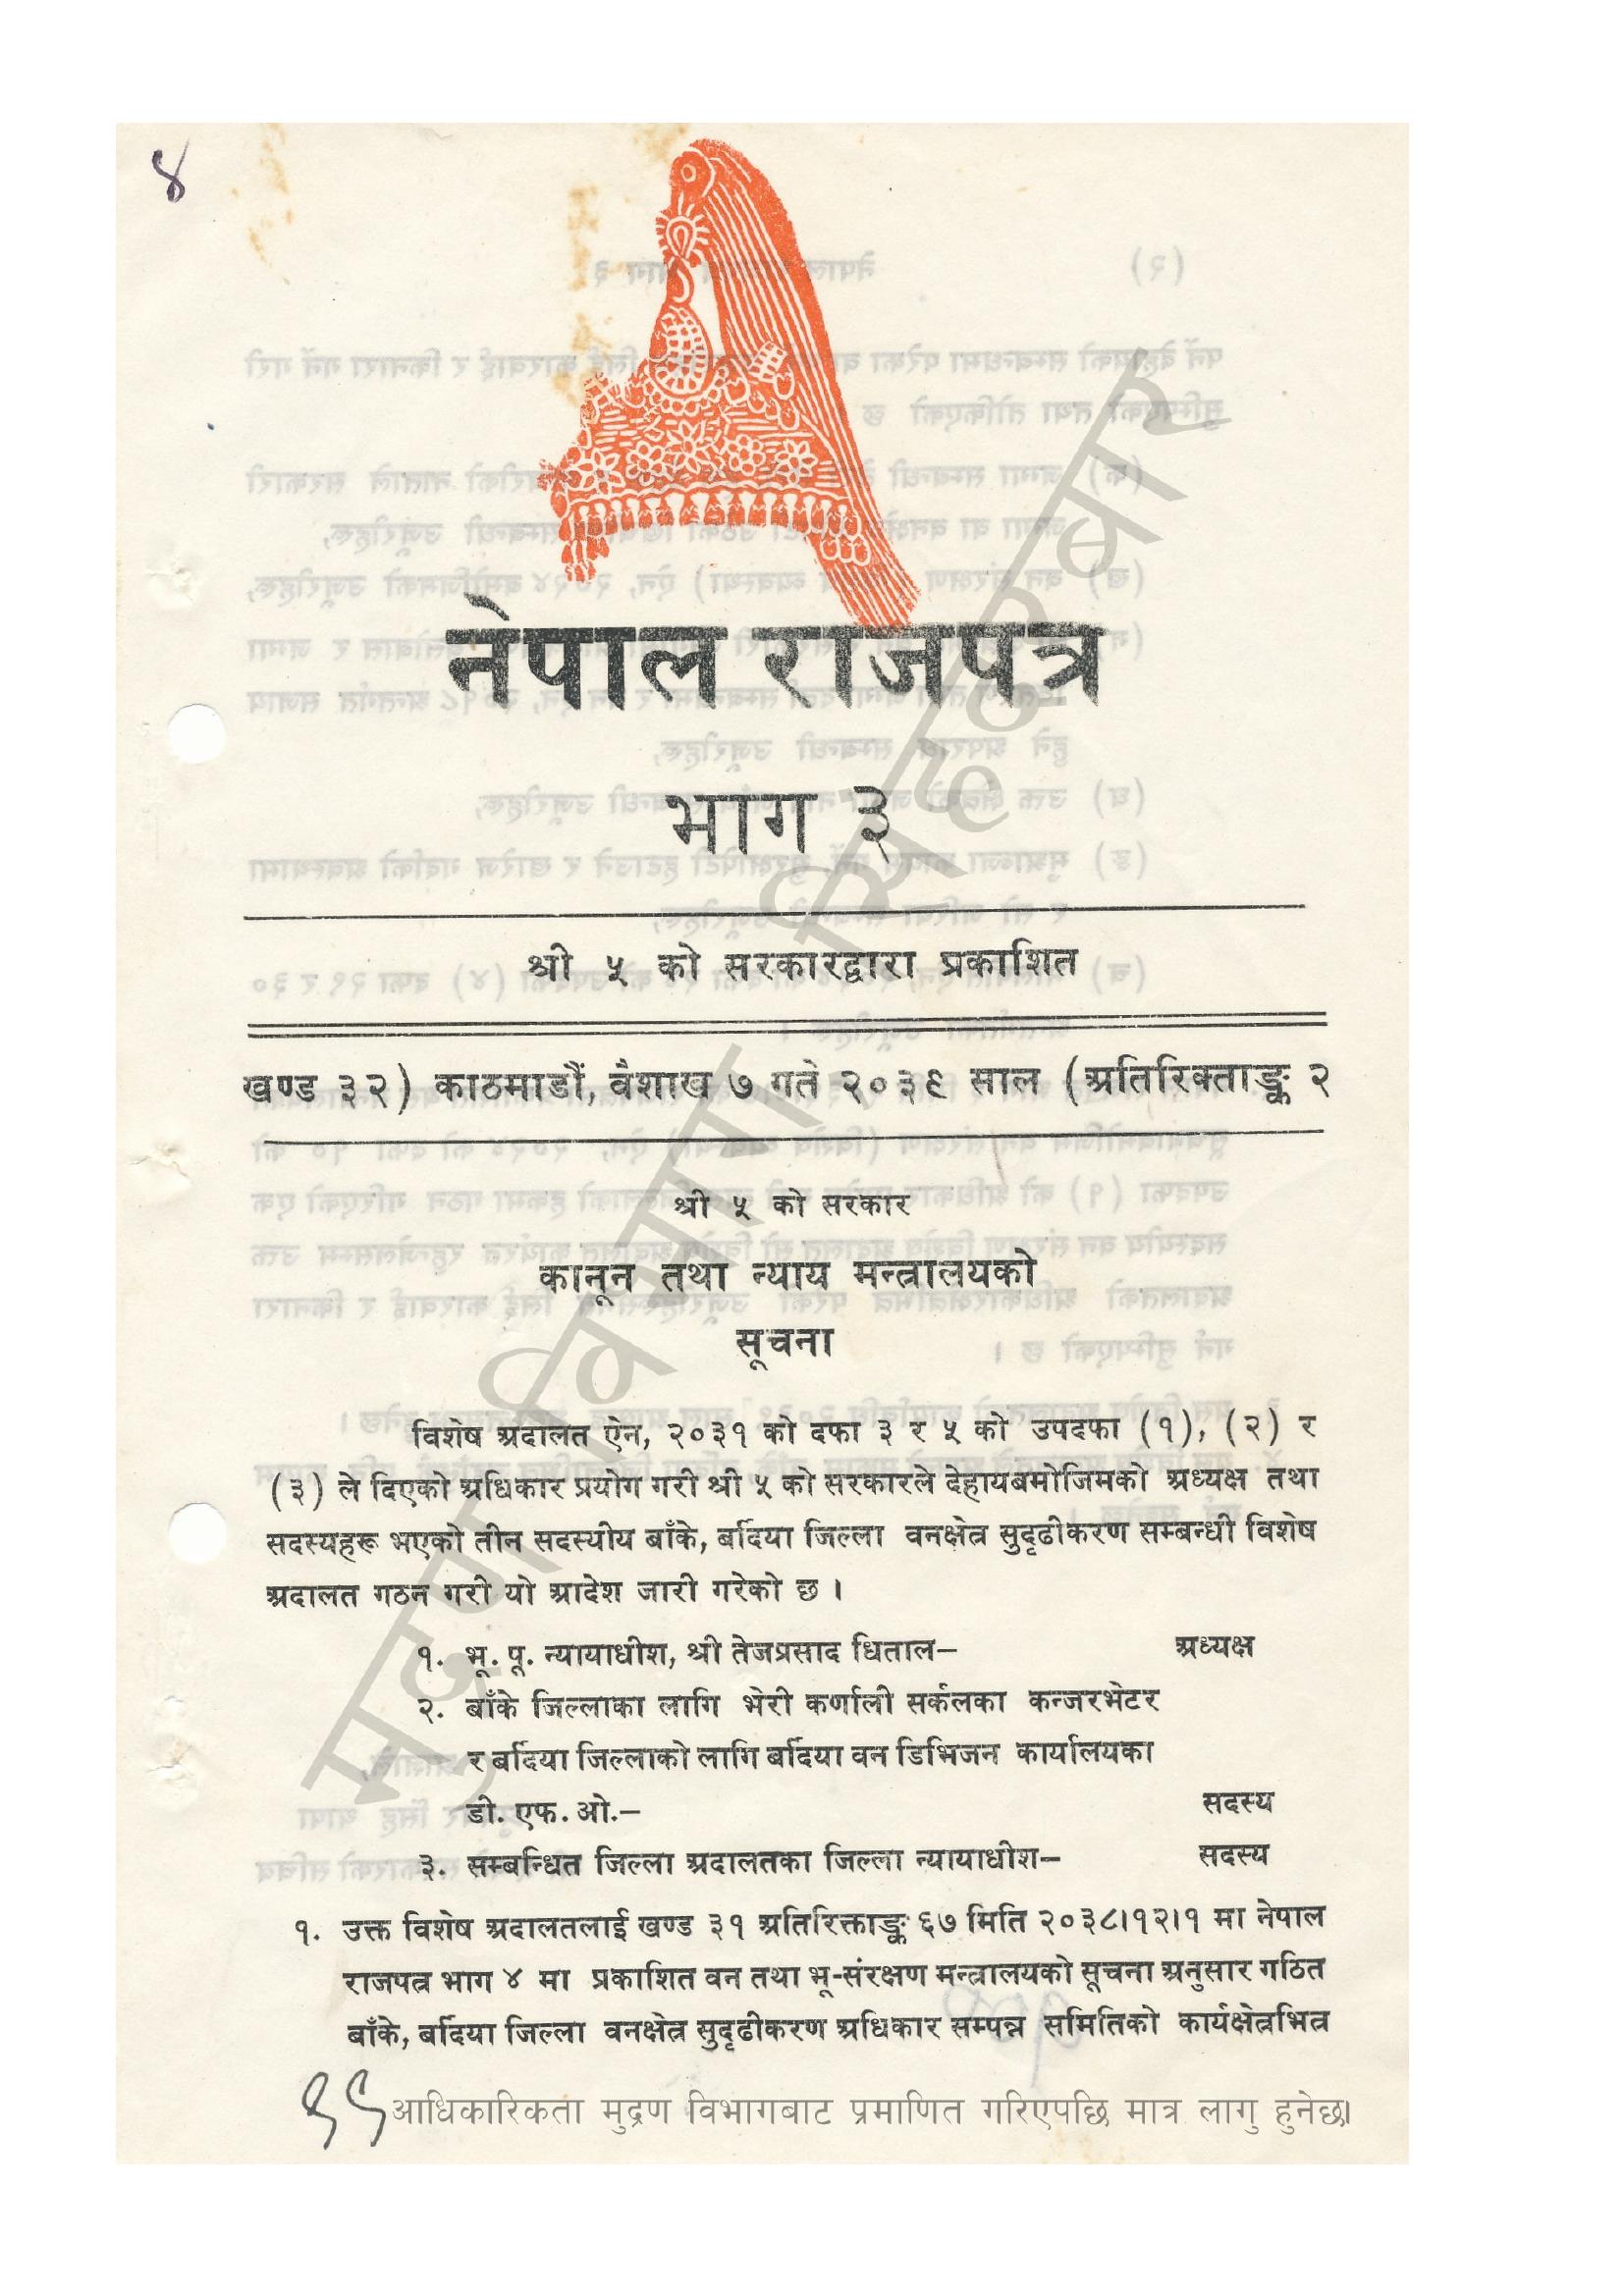 ४
नेपाल राजपत्र
भाग ३
श्री ५ को सरकारद्वारा प्रकाशित
खण्ड ३२) काठमाडौं, वैशाख ७ गते २०३९ साल (अतिरिक्ताङ्क २
श्री ५ को सरकार
कानून तथा न्याय मन्त्रालयको
सूचना
विशेष अदालत ऐन, २०३१ को दफा ३ र ५ को उपदफा (१), (२) र
(३) ले दिएको अधिकार प्रयोग गरी श्री ५ को सरकारले देहायबमोजिमको अध्यक्ष तथा
सदस्यहरू भएको तीन सदस्यीय बाँके, बर्दिया जिल्ला वनक्षेत्र सुदृढीकरण सम्बन्धी विशेष
अदालत गठन गरी यो आदेश जारी गरेको छ ।
१. भू. पू. न्यायाधीश, श्री तेजप्रसाद धिताल– अध्यक्ष
२. बाँके जिल्लाका लागि भेरी कर्णाली सर्कलका कन्जरभेटर
र बर्दिया जिल्लाको लागि बर्दिया वन डिभिजन कार्यालयका
डी. एफ. ओ.– सदस्य
३. सम्बन्धित जिल्ला अदालतका जिल्ला न्यायाधीश– सदस्य
१. उक्त विशेष अदालतलाई खण्ड ३१ अतिरिक्ताङ्क ६७ मिति २०३८।१२।१ मा नेपाल
राजपत्र भाग ४ मा प्रकाशित वन तथा भू-संरक्षण मन्त्रालयको सूचना अनुसार गठित
बाँके, बर्दिया जिल्ला वनक्षेत्र सुदृढीकरण अधिकार सम्पन्न समितिको कार्यक्षेत्रभित्र
मुद्रण विभाग, सिंहदरबार
आधिकारिकता मुद्रण विभागबाट प्रमाणित गरिएपछि मात्र लागु हुनेछ।